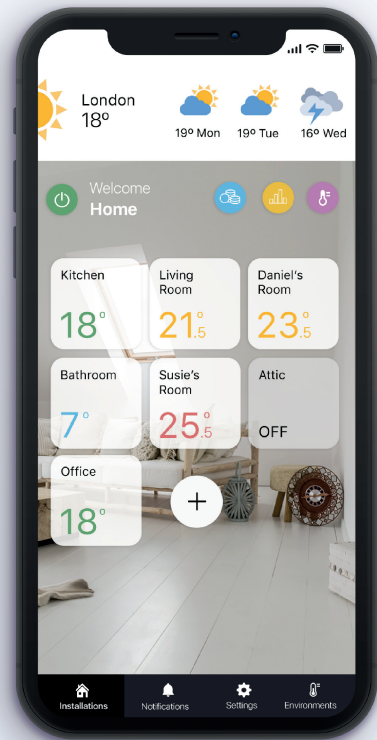 London
18º
19º Mon
19º Tue
16º Wed
Welcome
Home
Kitchen
18°
Living
Room
21°.5
Daniel's
Room
23°.5
Bathroom
7°
Susie's
Room
25°.5
Attic
OFF
Office
18°
+
Installations
Notifications
Settings
Environments